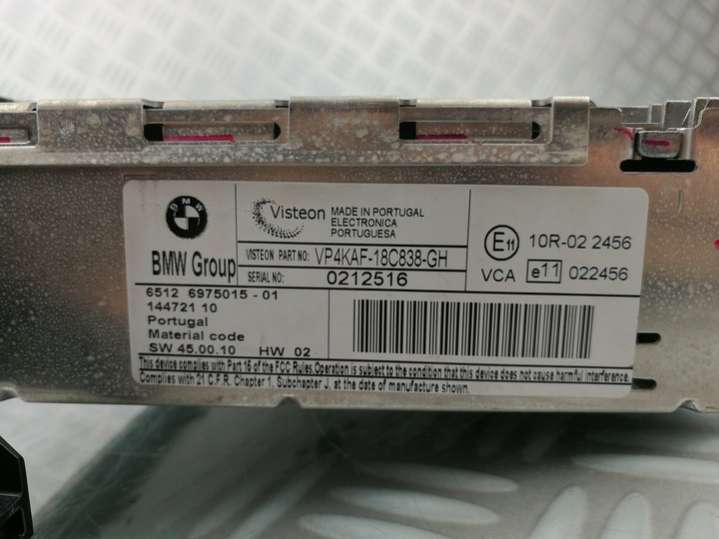 BMW
BMW Group
Visteon
MADE IN PORTUGAL
ELECTRONICA
PORTUGUESA
VISTEON PART NO: VP4KAF-18C838-GH
SERIAL NO: 0212516
E11 10R-02 2456
VCA e11 022456
6512 6975015 - 01
144721 10
Portugal
Material code
SW 45.00.10 HW 02
This device complies with Part 16 of the FCC Rules. Operation is subject to the condition that this device does not cause harmful interference.
Complies with 21 C.F.R. Chapter 1, Subchapter J, at the date of manufacture shown.